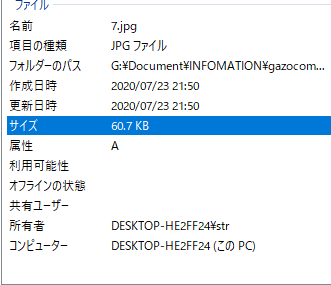 ファイル
名前 7.jpg
項目の種類 JPG ファイル
フォルダーのパス G:¥Document¥INFOMATION¥gazocom...
作成日時 2020/07/23 21:50
更新日時 2020/07/23 21:50
サイズ 60.7 KB
属性 A
利用可能性
オフラインの状態
共有ユーザー
所有者 DESKTOP-HE2FF24¥str
コンピューター DESKTOP-HE2FF24 (この PC)